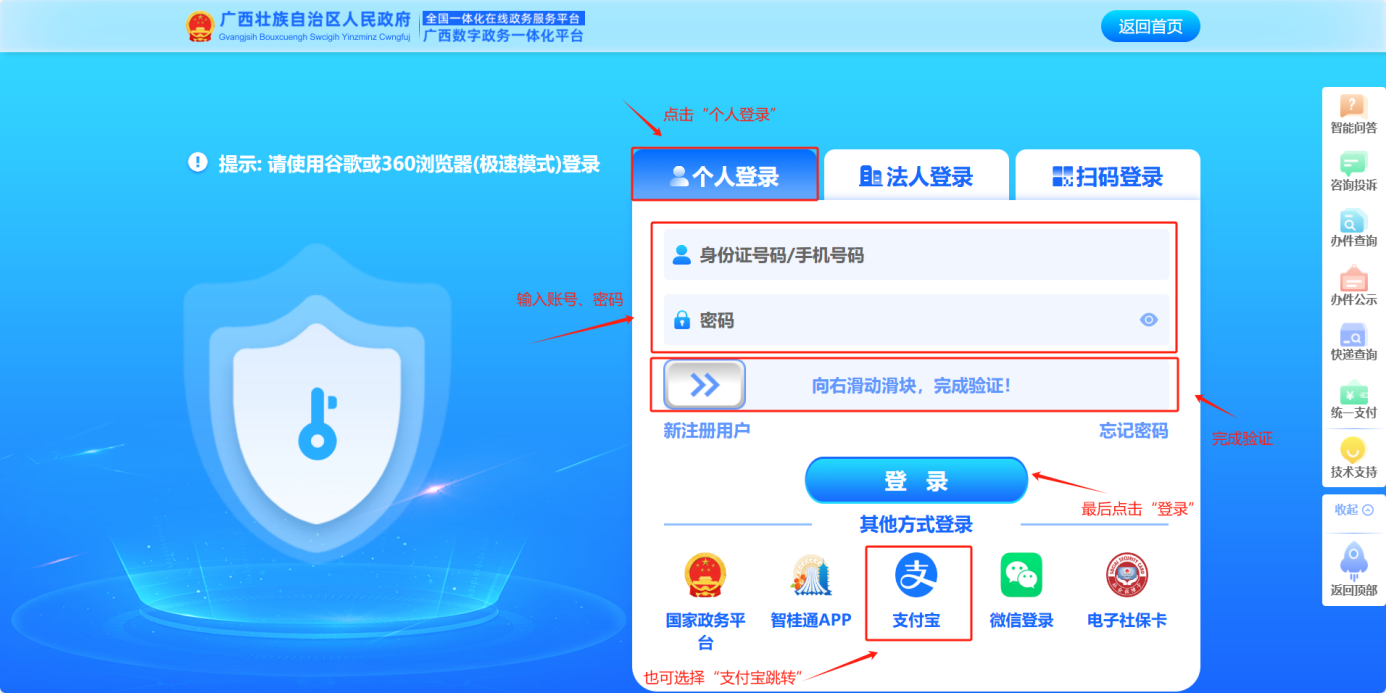 广西壮族自治区人民政府
Gvangjsih Bouxcuengh Swcigih Yinzminz Cwngfuj
全国一体化在线政务服务平台
广西数字政务一体化平台
返回首页
点击“个人登录”
提示: 请使用谷歌或360浏览器(极速模式)登录
个人登录
法人登录
扫码登录
身份证号码/手机号码
输入账号、密码
密码
向右滑动滑块，完成验证!
完成验证
新注册用户
忘记密码
登 录
最后点击“登录”
其他方式登录
国家政务平台
智桂通APP
支
支付宝
微信登录
电子社保卡
也可选择“支付宝跳转”
智能问答
咨询投诉
办件查询
办件公示
快递查询
统一支付
技术支持
收起
返回顶部